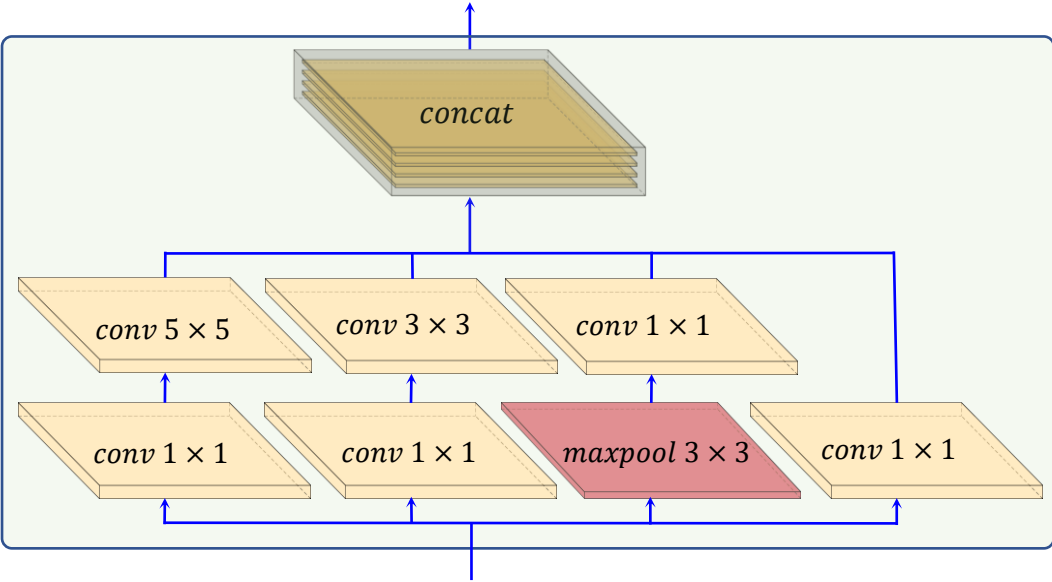 concat
conv 5 × 5
conv 3 × 3
conv 1 × 1
conv 1 × 1
conv 1 × 1
maxpool 3 × 3
conv 1 × 1